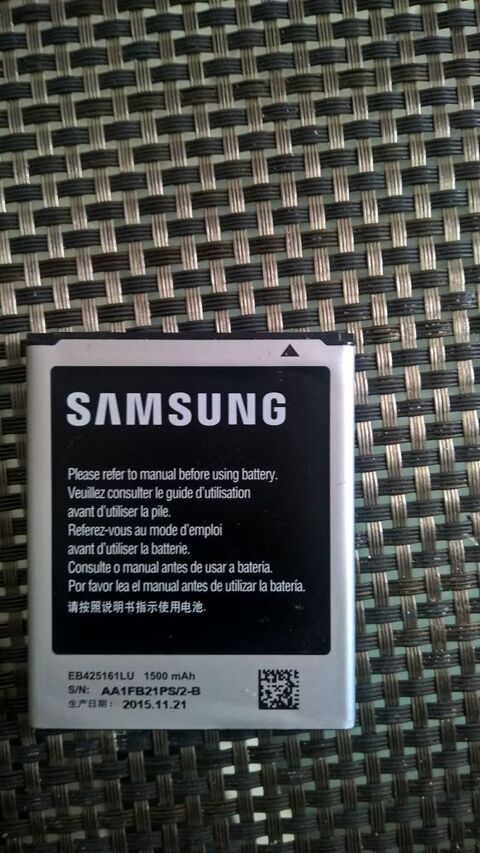 SAMSUNG
Please refer to manual before using battery.
Veuillez consulter le guide d'utilisation
avant d'utiliser la pile.
Referez-vous au mode d'emploi
avant d'utiliser la batterie.
Consulte o manual antes de usar a bateria.
Por favor lea el manual antes de utilizar la batería.
请按照说明书指示使用电池.
EB425161LU 1500 mAh
S/N: AA1FB21PS/2-B
生产日期: 2015.11.21